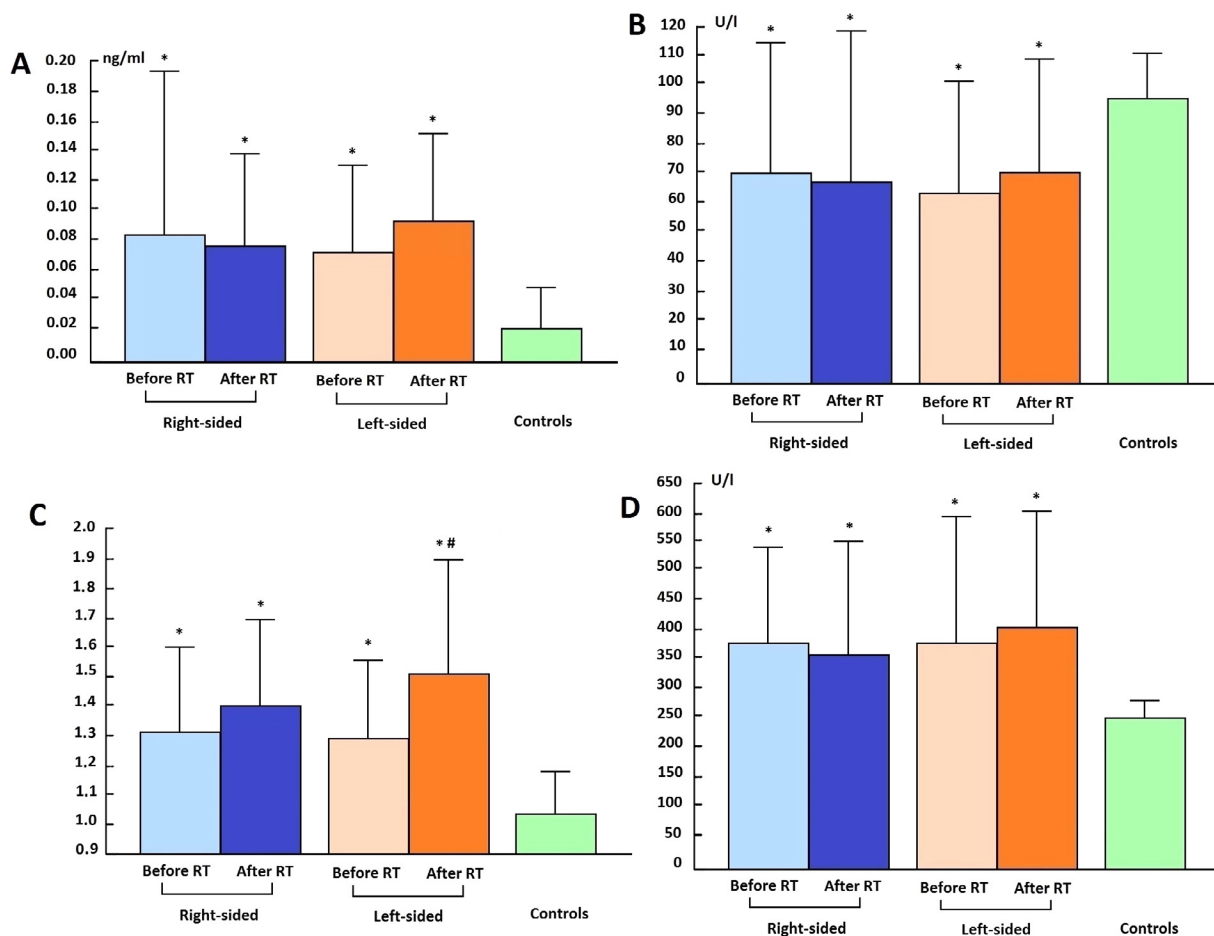 A
ng/ml
0.20
0.18
0.16
0.14
0.12
0.10
0.08
0.06
0.04
0.02
0.00
* * * *
Before RT After RT Before RT After RT
Right-sided Left-sided Controls
B
U/l
120
110
100
90
80
70
60
50
40
30
20
10
0
* * * *
Before RT After RT Before RT After RT
Right-sided Left-sided Controls
C
2.0
1.9
1.8
1.7
1.6
1.5
1.4
1.3
1.2
1.1
1.0
0.9
* * * *#
Before RT After RT Before RT After RT
Right-sided Left-sided Controls
D
U/l
650
600
550
500
450
400
350
300
250
200
150
100
50
0
* * * *
Before RT After RT Before RT After RT
Right-sided Left-sided Controls